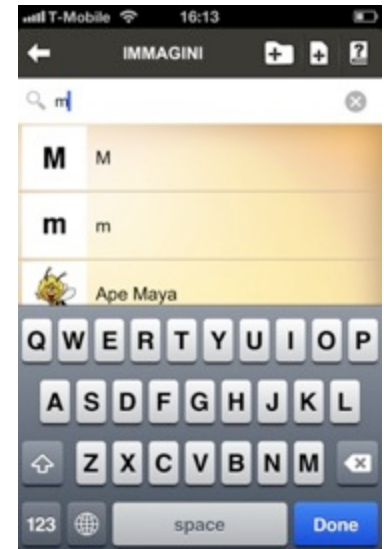 T-Mobile 16:13
IMMAGINI
m
M M
m m
Ape Maya
Q W E R T Y U I O P
A S D F G H J K L
Z X C V B N M
123 space Done